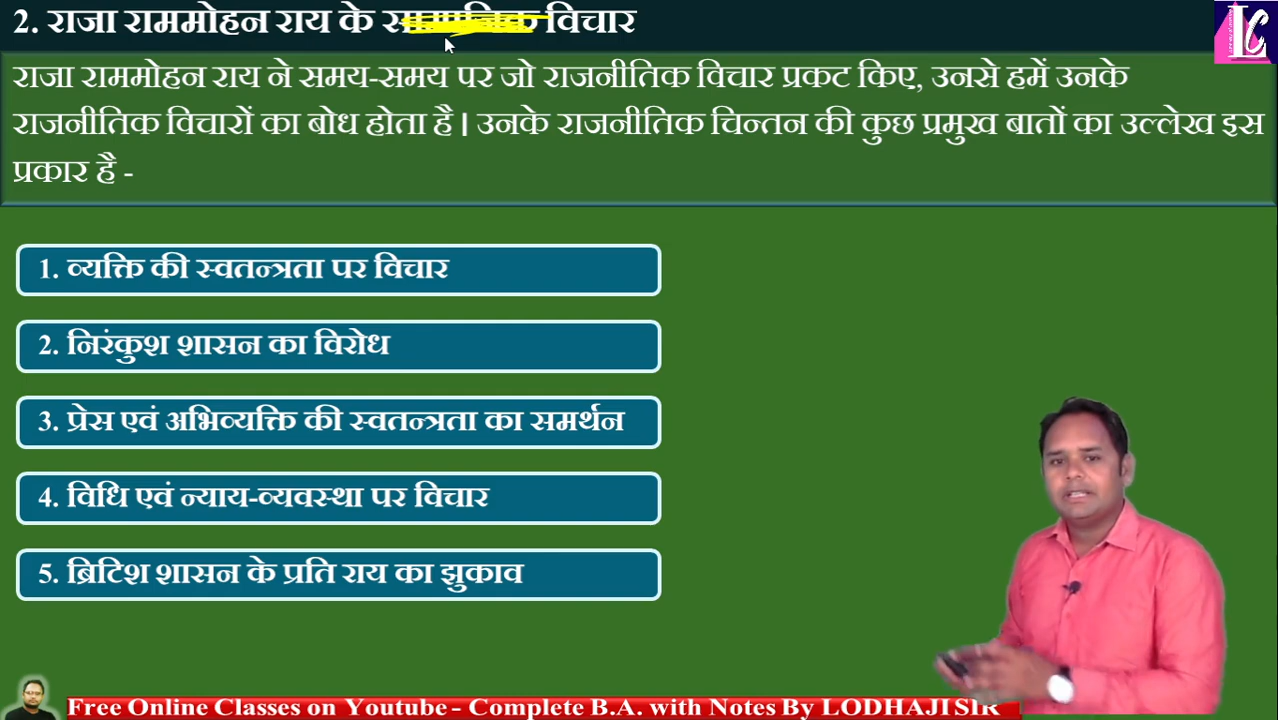 2. राजा राममोहन राय के सामाजिक विचार
राजा राममोहन राय ने समय-समय पर जो राजनीतिक विचार प्रकट किए, उनसे हमें उनके
राजनीतिक विचारों का बोध होता है। उनके राजनीतिक चिन्तन की कुछ प्रमुख बातों का उल्लेख इस
प्रकार है -
1. व्यक्ति की स्वतन्त्रता पर विचार
2. निरंकुश शासन का विरोध
3. प्रेस एवं अभिव्यक्ति की स्वतन्त्रता का समर्थन
4. विधि एवं न्याय-व्यवस्था पर विचार
5. ब्रिटिश शासन के प्रति राय का झुकाव
LC
Free Online Classes on Youtube - Complete B.A. with Notes By LODHAJI SIR